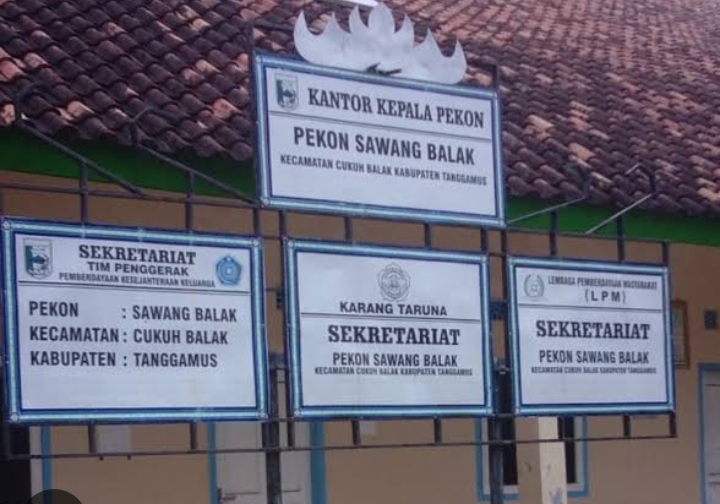 KANTOR KEPALA PEKON
PEKON SAWANG BALAK
KECAMATAN CUKUH BALAK KABUPATEN TANGGAMUS
SEKRETARIAT
TIM PENGGERAK
PEMBERDAYAAN KESEJAHTERAAN KELUARGA
PEKON : SAWANG BALAK
KECAMATAN : CUKUH BALAK
KABUPATEN : TANGGAMUS
KARANG TARUNA
SEKRETARIAT
PEKON SAWANG BALAK
KECAMATAN CUKUH BALAK KABUPATEN TANGGAMUS
LEMBAGA PEMBERDAYAAN MASYARAKAT
(LPM)
SEKRETARIAT
PEKON SAWANG BALAK
KECAMATAN CUKUH BALAK KABUPATEN TANGGAMUS